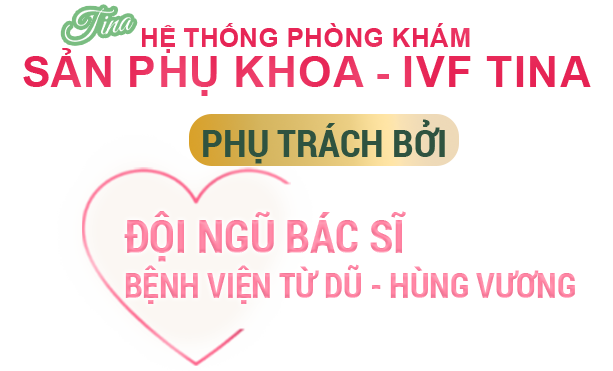 Tina
HỆ THỐNG PHÒNG KHÁM
SẢN PHỤ KHOA - IVF TINA
PHỤ TRÁCH BỞI
ĐỘI NGŨ BÁC SĨ
BỆNH VIỆN TỪ DŨ - HÙNG VƯƠNG